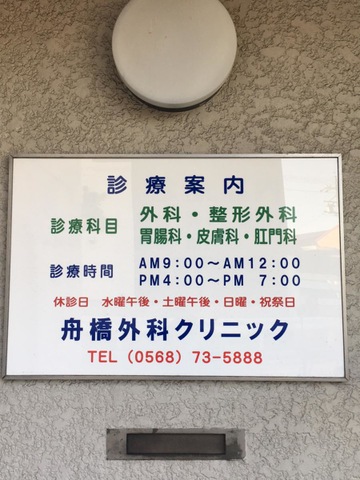 診療案内
診療科目 外科・整形外科
胃腸科・皮膚科・肛門科
診療時間 AM9:00〜AM12:00
PM4:00〜PM 7:00
休診日 水曜午後・土曜午後・日曜・祝祭日
舟橋外科クリニック
TEL(0568)73-5888